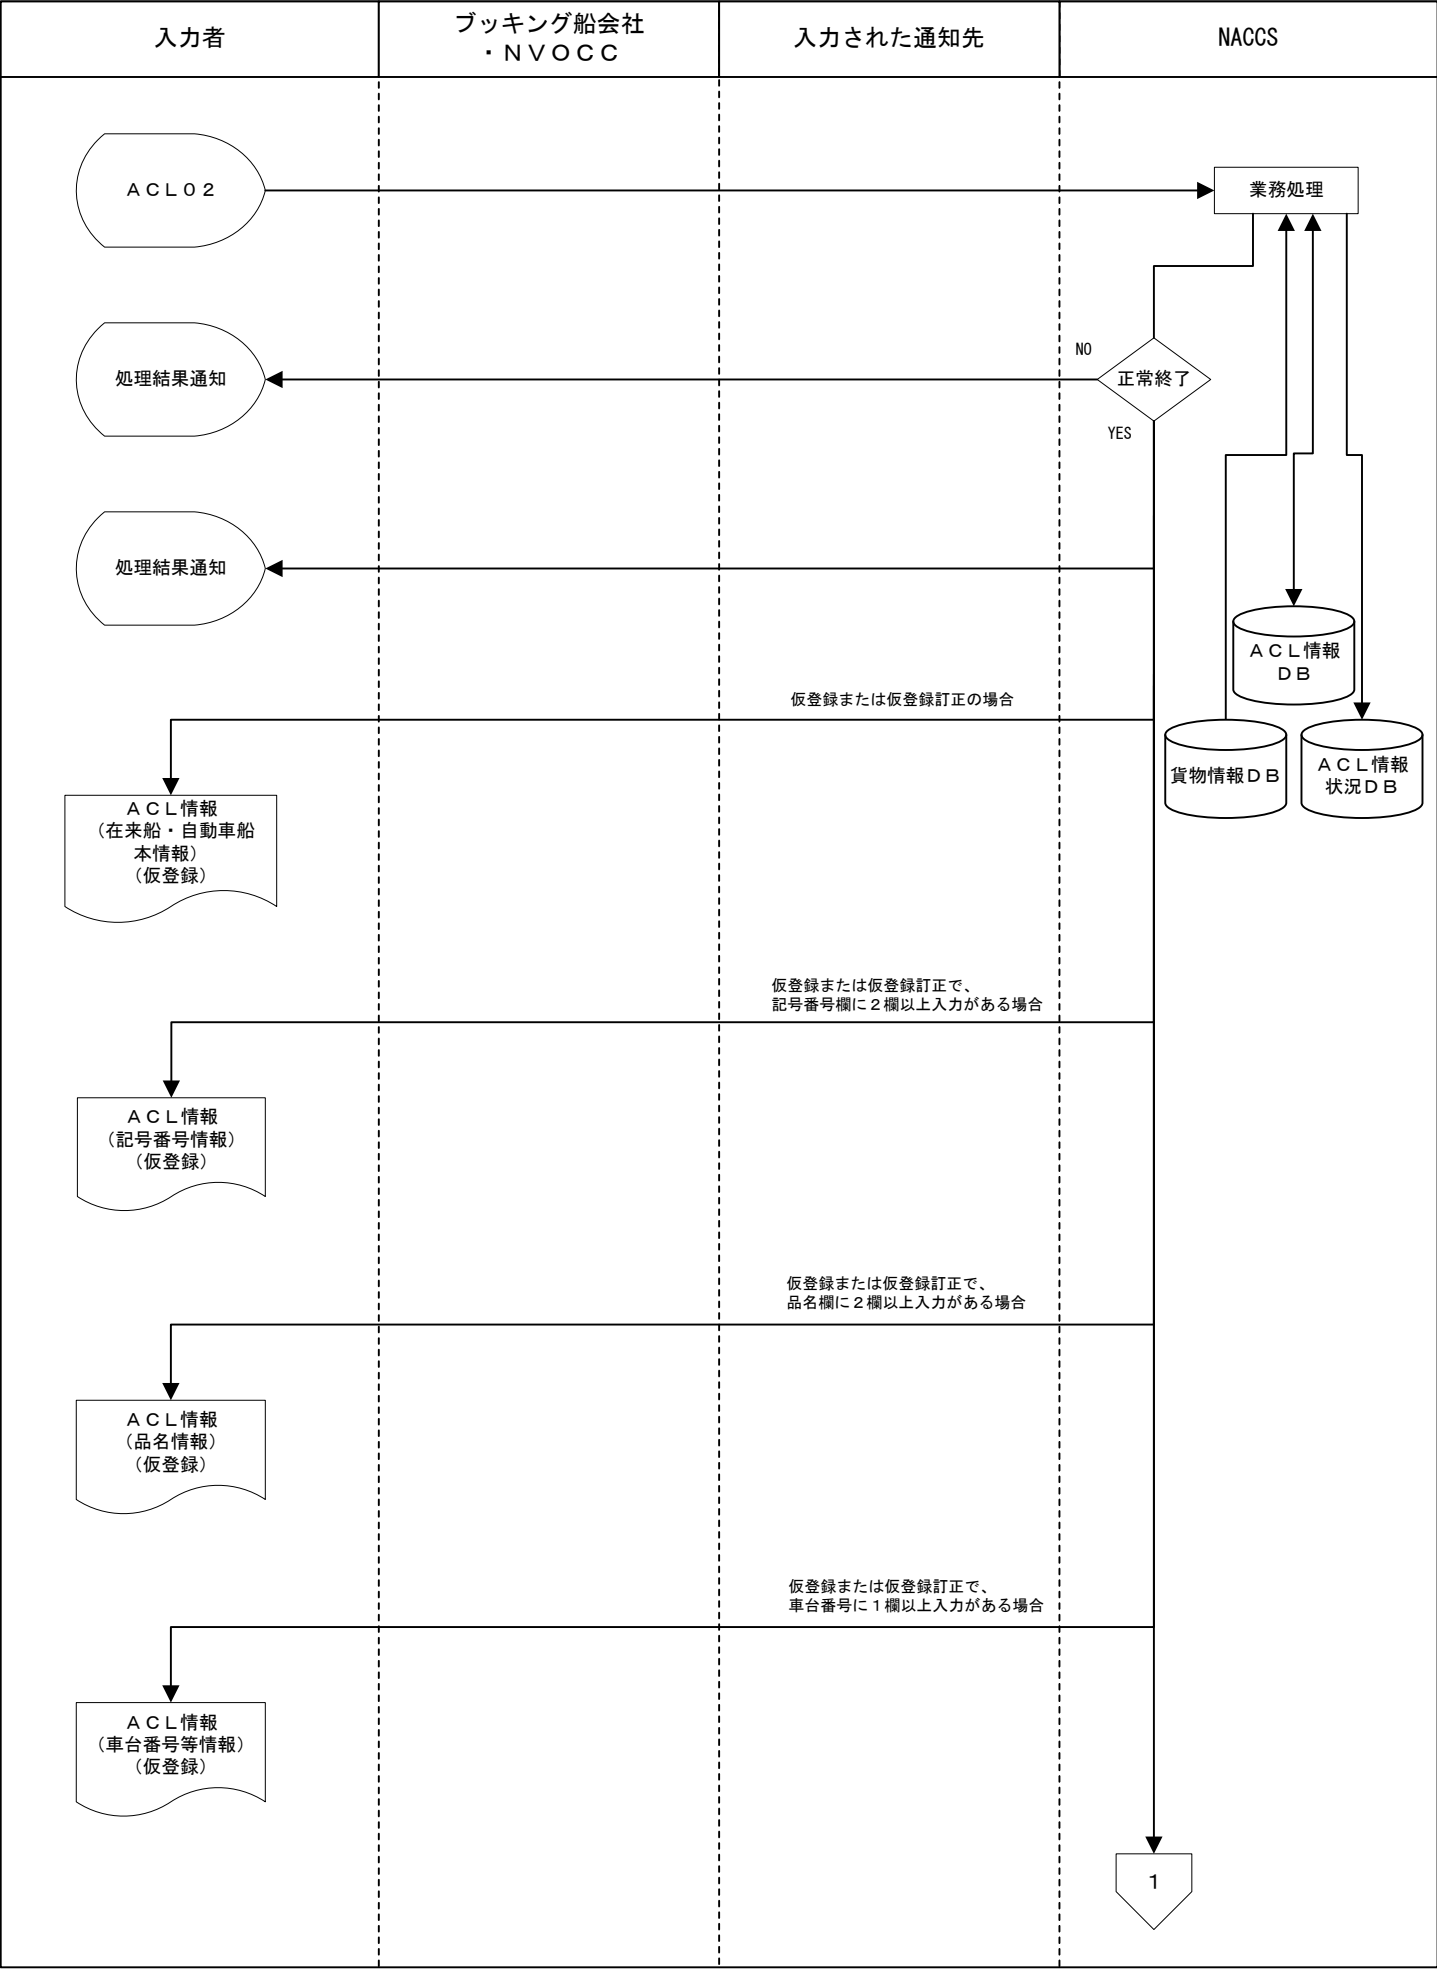 入力者
ブッキング船会社
・ＮＶＯＣＣ
入力された通知先
NACCS
ＡＣＬ０２
業務処理
処理結果通知
NO
正常終了
YES
処理結果通知
ＡＣＬ情報
ＤＢ
仮登録または仮登録訂正の場合
貨物情報ＤＢ
ＡＣＬ情報
状況ＤＢ
ＡＣＬ情報
（在来船・自動車船
本情報）
（仮登録）
仮登録または仮登録訂正で、
記号番号欄に２欄以上入力がある場合
ＡＣＬ情報
（記号番号情報）
（仮登録）
仮登録または仮登録訂正で、
品名欄に２欄以上入力がある場合
ＡＣＬ情報
（品名情報）
（仮登録）
仮登録または仮登録訂正で、
車台番号に１欄以上入力がある場合
ＡＣＬ情報
（車台番号等情報）
（仮登録）
１